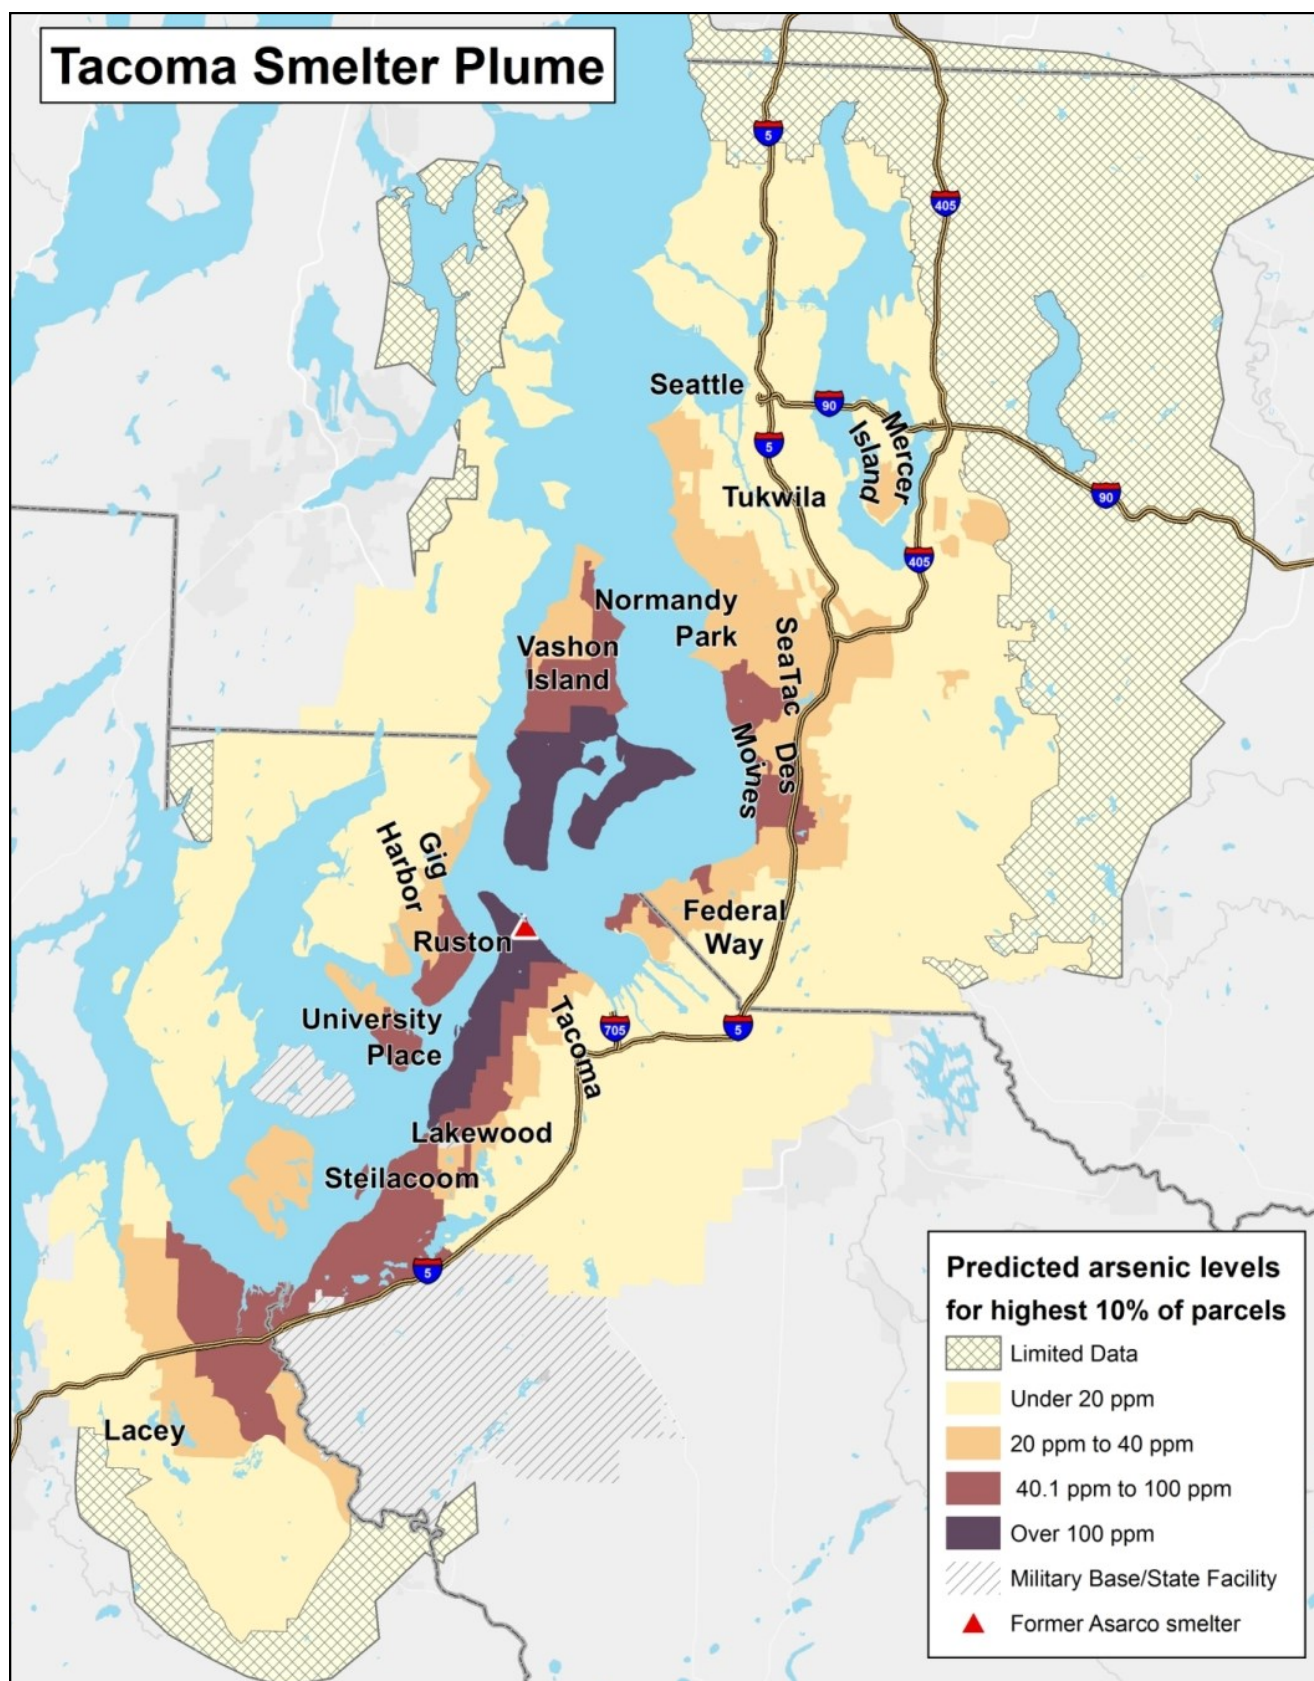 Tacoma Smelter Plume
5
405
Seattle
90
Mercer
Island
5
Tukwila
90
405
Normandy
Park
SeaTac
Vashon
Island
Des
Moines
Gig
Harbor
Federal
Way
Ruston
Tacoma
University
Place
705
5
Lakewood
Steilacoom
5
Lacey
Predicted arsenic levels
for highest 10% of parcels
Limited Data
Under 20 ppm
20 ppm to 40 ppm
40.1 ppm to 100 ppm
Over 100 ppm
Military Base/State Facility
Former Asarco smelter